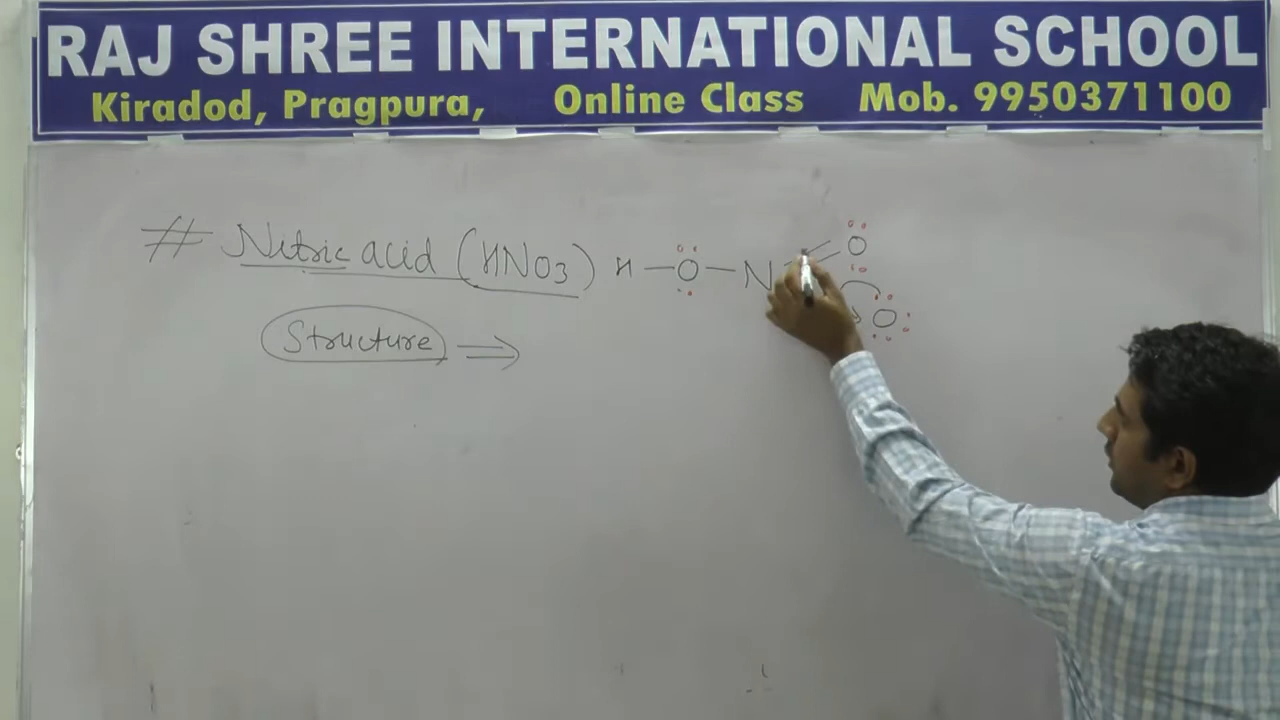 RAJ SHREE INTERNATIONAL SCHOOL
Kiradod, Pragpura, Online Class Mob. 9950371100
# Nitric acid (HNO3) H — O — N = O
→ O
Structure ⇒